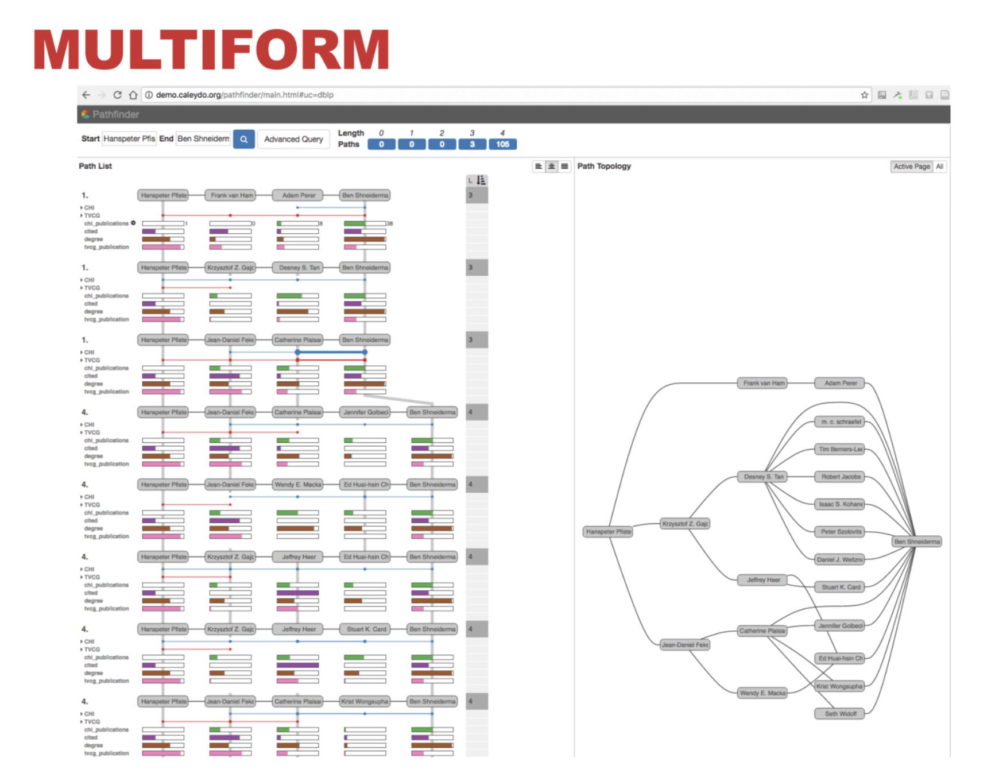 MULTIFORM
demo.caleydo.org/pathfinder/main.html#uc=dblp
Pathfinder
Start Hanspeter Pfis End Ben Shneiderm Advanced Query
Length 0 1 2 3 4
Paths 0 0 0 3 105
Path List
L
1. Hanspeter Pfiste Frank van Ham Adam Perer Ben Shneiderma 3
CHI
TVCG
chi_publications 1 0 8 38
cited
degree
tvcg_publication
1. Hanspeter Pfiste Krzysztof Z. Gajc Desney S. Tan Ben Shneiderma 3
CHI
TVCG
chi_publications
cited
degree
tvcg_publication
1. Hanspeter Pfiste Jean-Daniel Feke Catherine Plaisa Ben Shneiderma 3
CHI
TVCG
chi_publications
cited
degree
tvcg_publication
4. Hanspeter Pfiste Jean-Daniel Feke Catherine Plaisa Jennifer Golbeci Ben Shneiderma 4
CHI
TVCG
chi_publications
cited
degree
tvcg_publication
4. Hanspeter Pfiste Jean-Daniel Feke Wendy E. Macka Ed Huai-hsin Ch Ben Shneiderma 4
CHI
TVCG
chi_publications
cited
degree
tvcg_publication
4. Hanspeter Pfiste Krzysztof Z. Gajc Jeffrey Heer Ed Huai-hsin Ch Ben Shneiderma 4
CHI
TVCG
chi_publications
cited
degree
tvcg_publication
4. Hanspeter Pfiste Krzysztof Z. Gajc Jeffrey Heer Stuart K. Card Ben Shneiderma 4
CHI
TVCG
chi_publications
cited
degree
tvcg_publication
4. Hanspeter Pfiste Jean-Daniel Feke Catherine Plaisa Krist Wongsupha Ben Shneiderma 4
CHI
TVCG
chi_publications
cited
degree
tvcg_publication
Path Topology
Active Page All
Frank van Ham Adam Perer
m. c. schraefel
Tim Berners-Lee
Desney S. Tan Robert Jacobs
Isaac S. Kohane
Krzysztof Z. Gajc
Hanspeter Pfiste Peter Szolovits
Ben Shneiderma
Daniel J. Weitzne
Jeffrey Heer Stuart K. Card
Catherine Plaisa Jennifer Golbeci
Jean-Daniel Feke
Ed Huai-hsin Ch
Krist Wongsupha
Wendy E. Macka
Seth Widoff